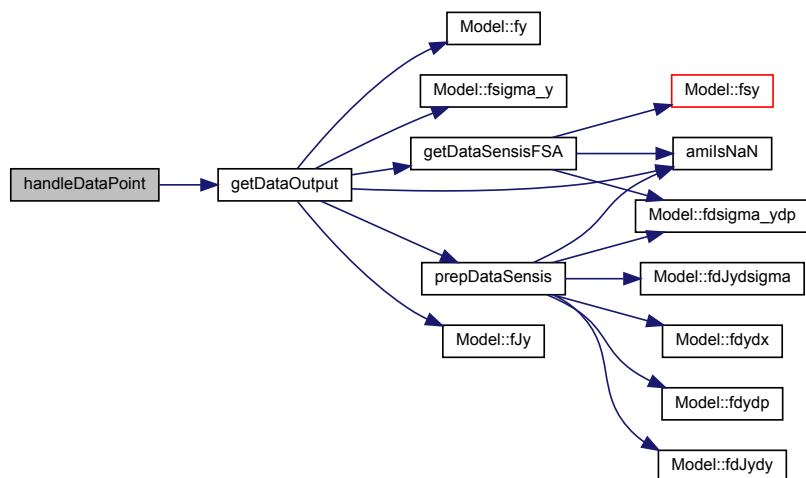 handleDataPoint
getDataOutput
Model::fy
Model::fsigma_y
getDataSensisFSA
prepDataSensis
Model::fJy
Model::fsy
amiIsNaN
Model::fdsigma_ydp
Model::fdJydsigma
Model::fdydx
Model::fdydp
Model::fdJydy